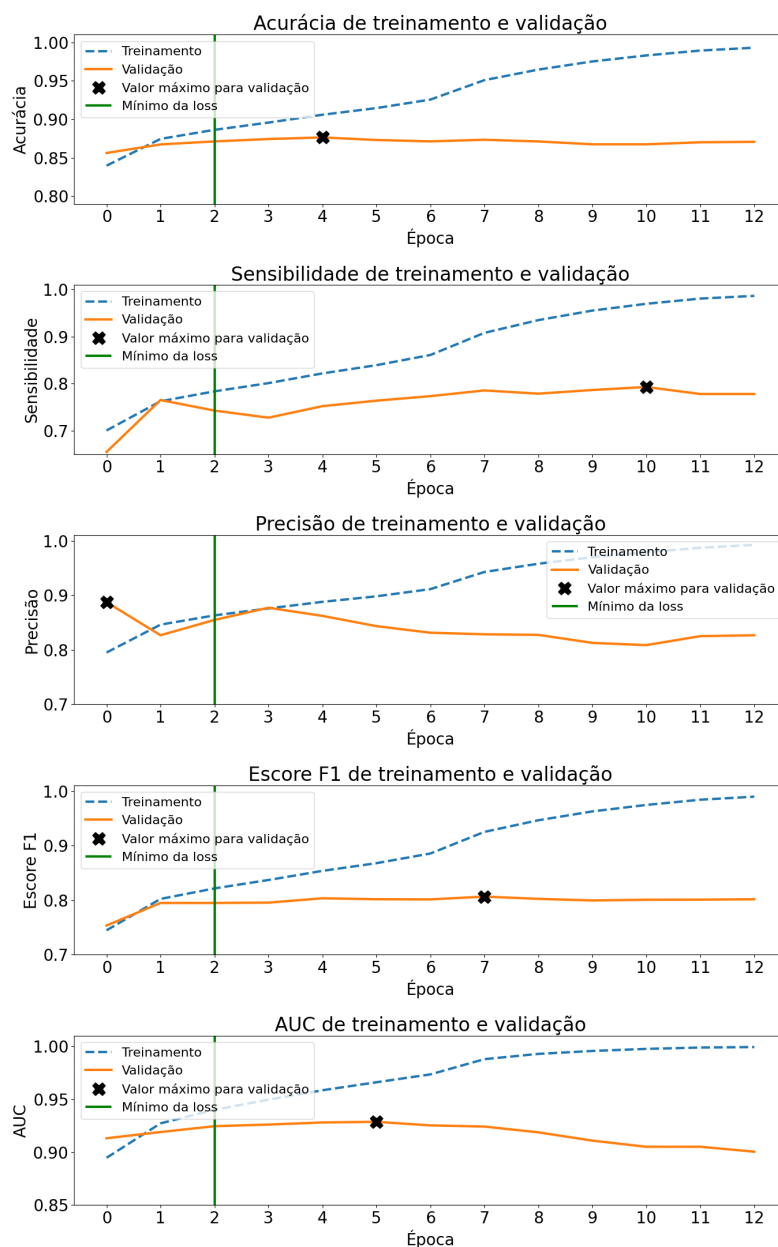 Acurácia de treinamento e validação
1.00
0.95
0.90
0.85
0.80
Acurácia
Treinamento
Validação
Valor máximo para validação
Mínimo da loss
0 1 2 3 4 5 6 7 8 9 10 11 12
Época
Sensibilidade de treinamento e validação
1.0
0.9
0.8
0.7
Sensibilidade
Treinamento
Validação
Valor máximo para validação
Mínimo da loss
0 1 2 3 4 5 6 7 8 9 10 11 12
Época
Precisão de treinamento e validação
1.0
0.9
0.8
0.7
Precisão
Treinamento
Validação
Valor máximo para validação
Mínimo da loss
0 1 2 3 4 5 6 7 8 9 10 11 12
Época
Escore F1 de treinamento e validação
1.0
0.9
0.8
0.7
Escore F1
Treinamento
Validação
Valor máximo para validação
Mínimo da loss
0 1 2 3 4 5 6 7 8 9 10 11 12
Época
AUC de treinamento e validação
1.00
0.95
0.90
0.85
AUC
Treinamento
Validação
Valor máximo para validação
Mínimo da loss
0 1 2 3 4 5 6 7 8 9 10 11 12
Época